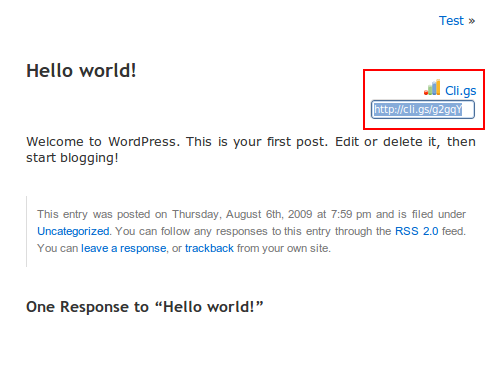 Test »
Hello world!
Cli.gs
http://cli.gs/g2gqY
Welcome to WordPress. This is your first post. Edit or delete it, then
start blogging!
This entry was posted on Thursday, August 6th, 2009 at 7:59 pm and is filed under
Uncategorized. You can follow any responses to this entry through the RSS 2.0 feed.
You can leave a response, or trackback from your own site.
One Response to “Hello world!”